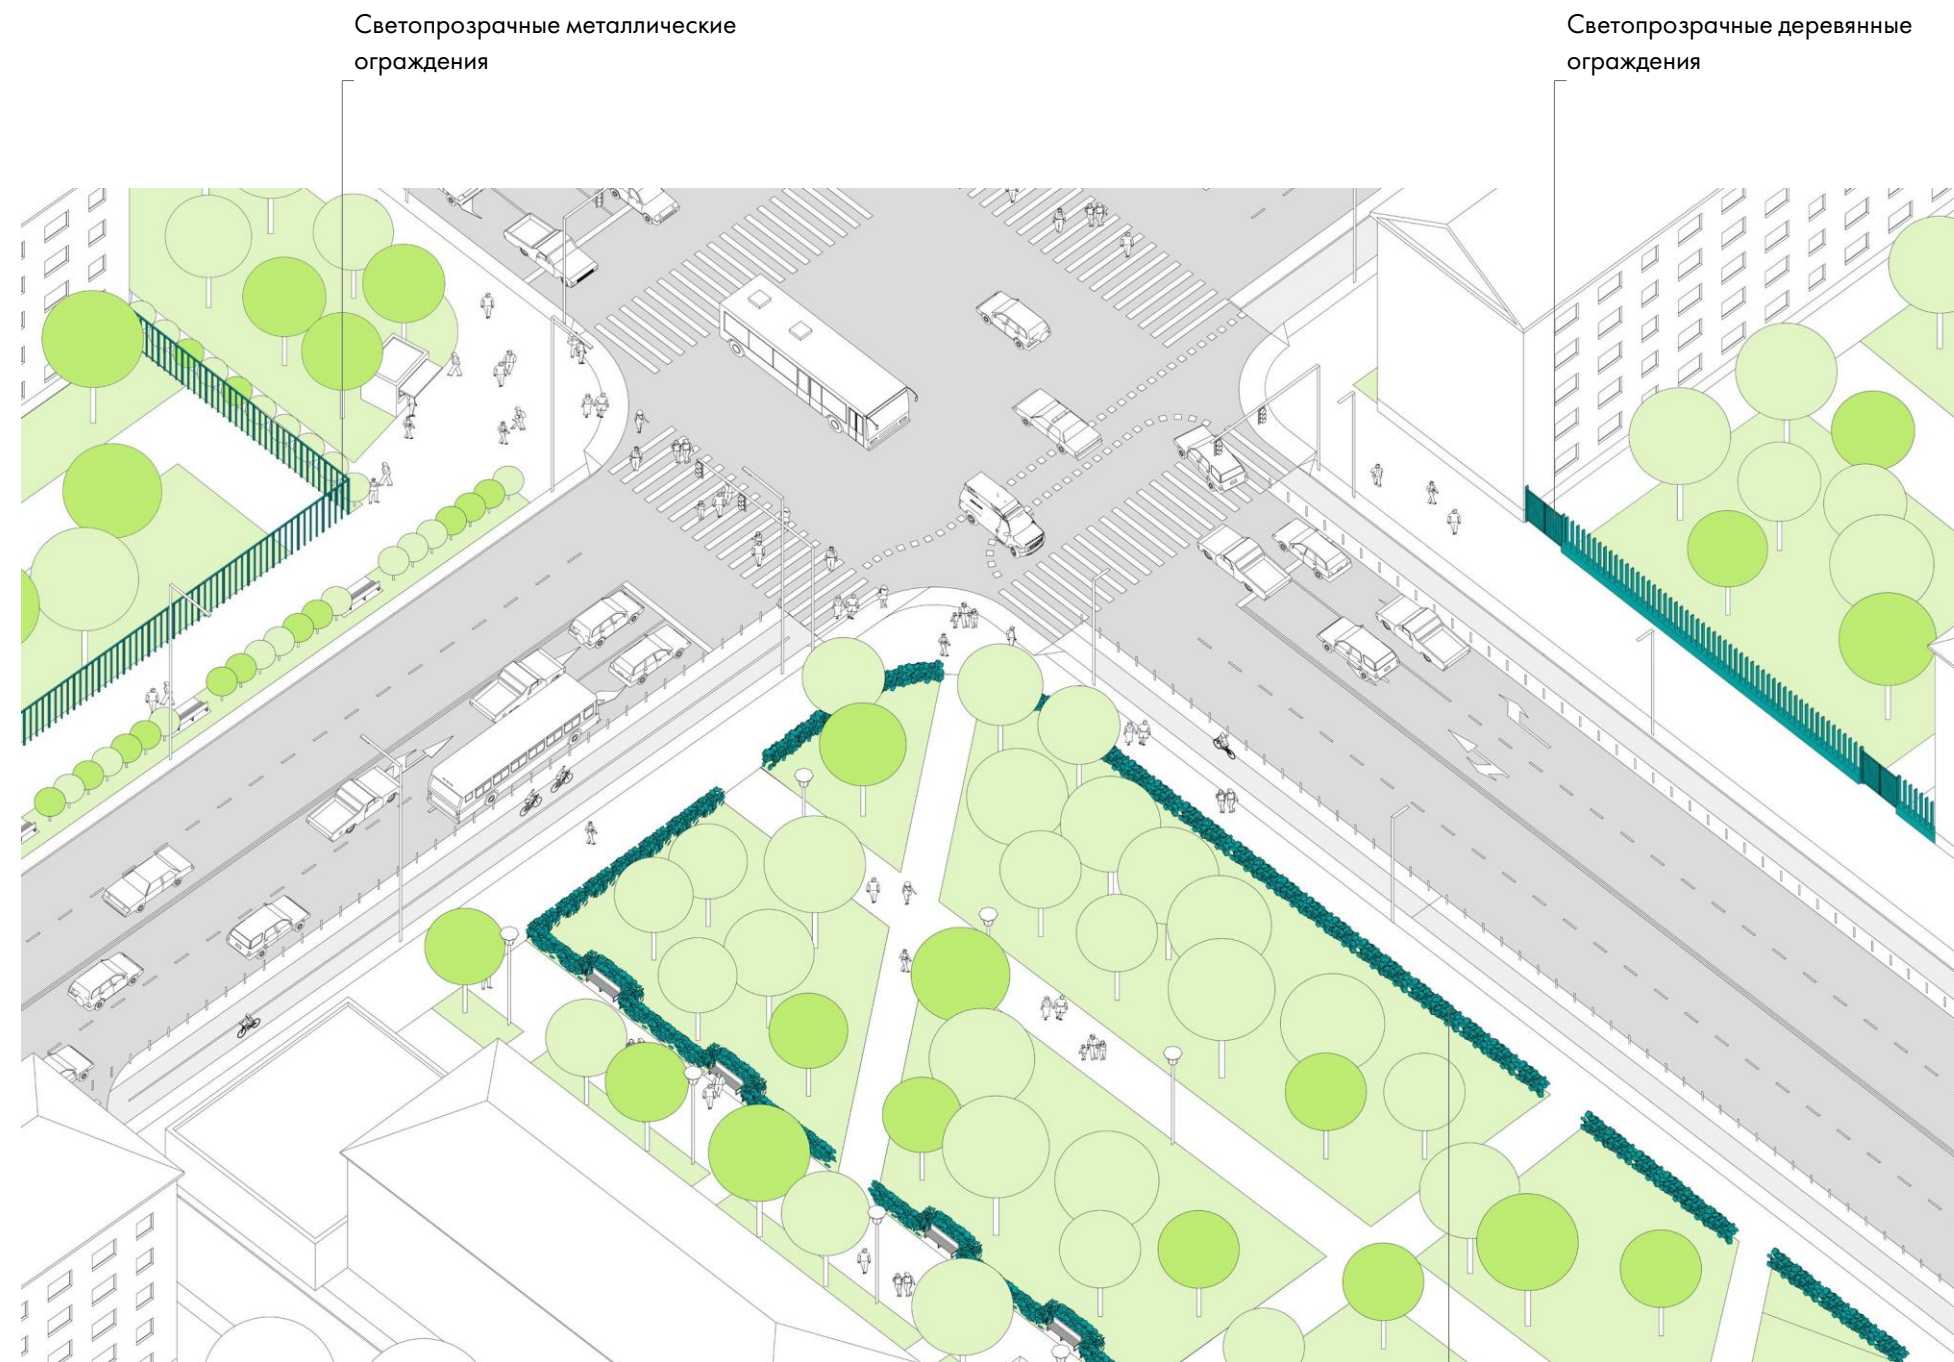 Светопрозрачные металлические
ограждения
Светопрозрачные деревянные
ограждения